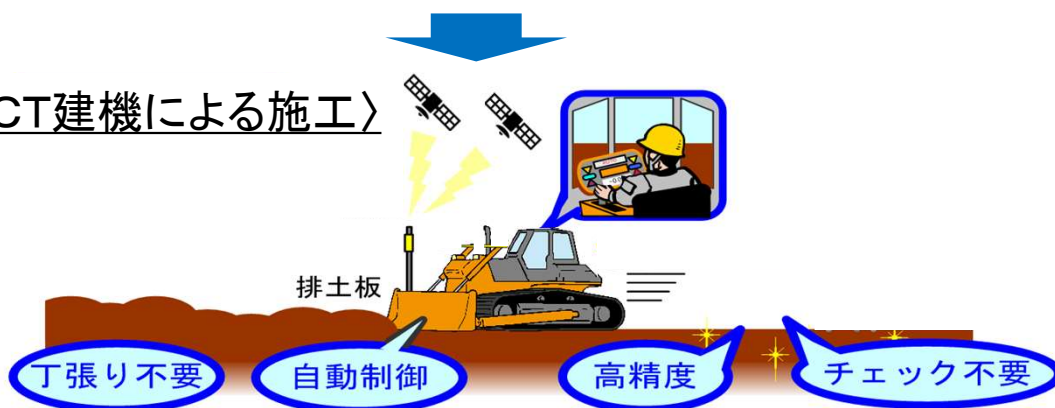 CT建機による施工〉
排土板
丁張り不要
自動制御
高精度
チェック不要